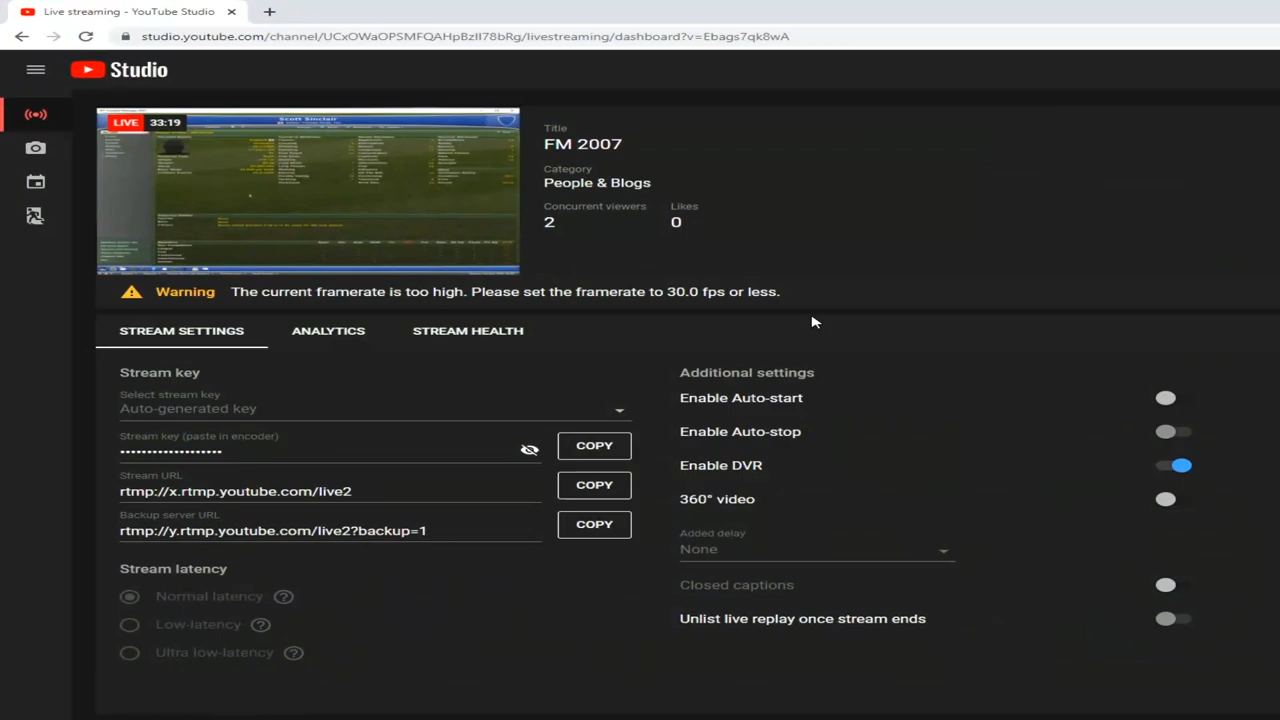 Live streaming - YouTube Studio
studio.youtube.com/channel/UCxOWaOPSMFQAHpBzII78bRg/livestreaming/dashboard?v=Ebags7qk8wA
Studio
LIVE 33:19
Scott Sinclair
Title
FM 2007
Category
People & Blogs
Concurrent viewers Likes
2 0
Warning The current framerate is too high. Please set the framerate to 30.0 fps or less.
STREAM SETTINGS ANALYTICS STREAM HEALTH
Stream key
Select stream key
Auto-generated key
Stream key (paste in encoder)
•••••••••••••••••••
COPY
Stream URL
rtmp://x.rtmp.youtube.com/live2
COPY
Backup server URL
rtmp://y.rtmp.youtube.com/live2?backup=1
COPY
Stream latency
Normal latency
Low-latency
Ultra low-latency
Additional settings
Enable Auto-start
Enable Auto-stop
Enable DVR
360° video
Added delay
None
Closed captions
Unlist live replay once stream ends